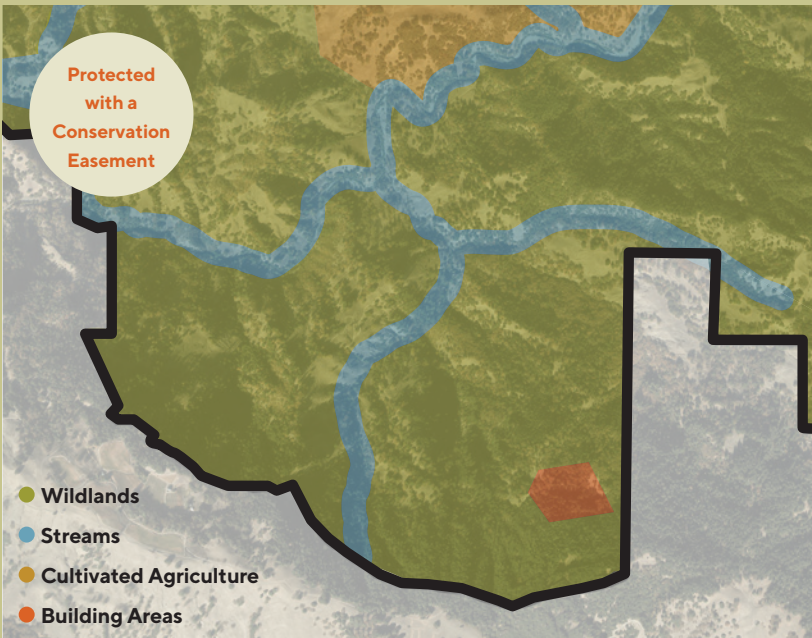 Protected
with a
Conservation
Easement
Wildlands
Streams
Cultivated Agriculture
Building Areas